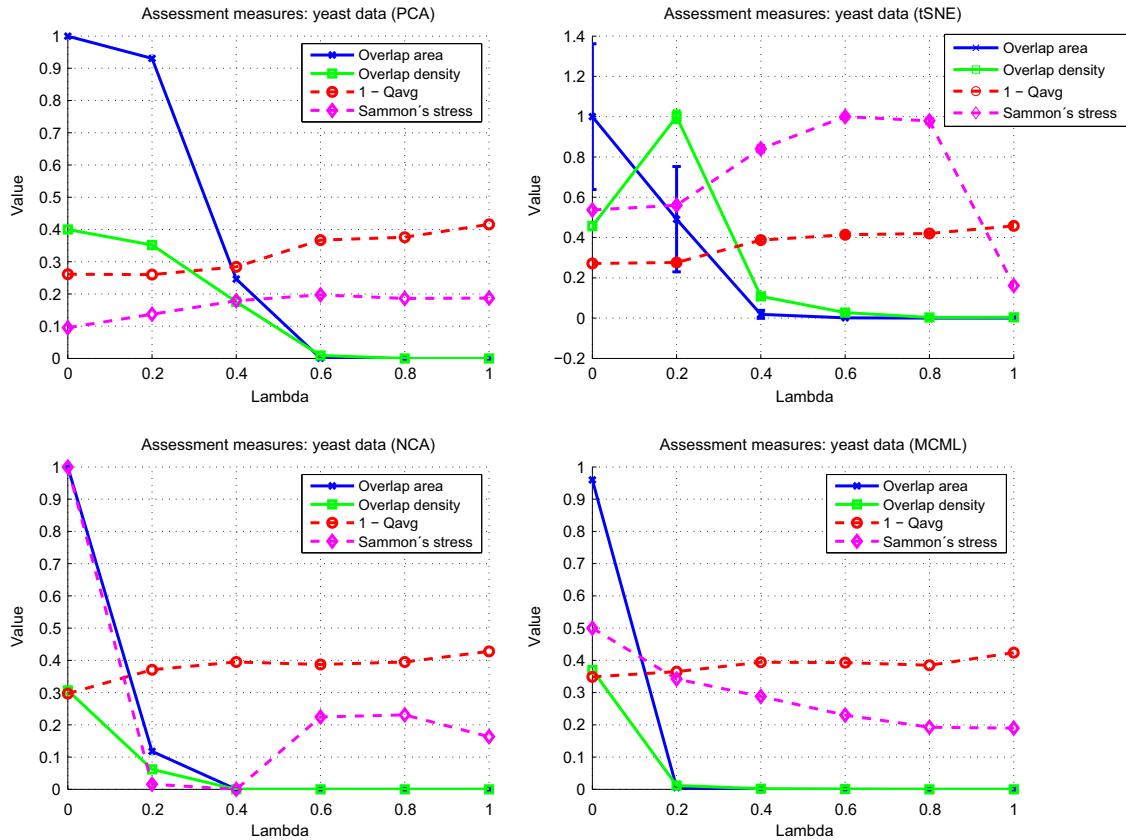 Assessment measures: yeast data (PCA)
1
0.9
0.8
0.7
0.6
0.5
0.4
0.3
0.2
0.1
0
Value
0 0.2 0.4 0.6 0.8 1
Lambda
Overlap area
Overlap density
1 − Qavg
Sammon´s stress
Assessment measures: yeast data (tSNE)
1.4
1.2
1
0.8
0.6
0.4
0.2
0
−0.2
Value
0 0.2 0.4 0.6 0.8 1
Lambda
Overlap area
Overlap density
1 − Qavg
Sammon´s stress
Assessment measures: yeast data (NCA)
1
0.9
0.8
0.7
0.6
0.5
0.4
0.3
0.2
0.1
0
Value
0 0.2 0.4 0.6 0.8 1
Lambda
Overlap area
Overlap density
1 − Qavg
Sammon´s stress
Assessment measures: yeast data (MCML)
1
0.9
0.8
0.7
0.6
0.5
0.4
0.3
0.2
0.1
0
Value
0 0.2 0.4 0.6 0.8 1
Lambda
Overlap area
Overlap density
1 − Qavg
Sammon´s stress